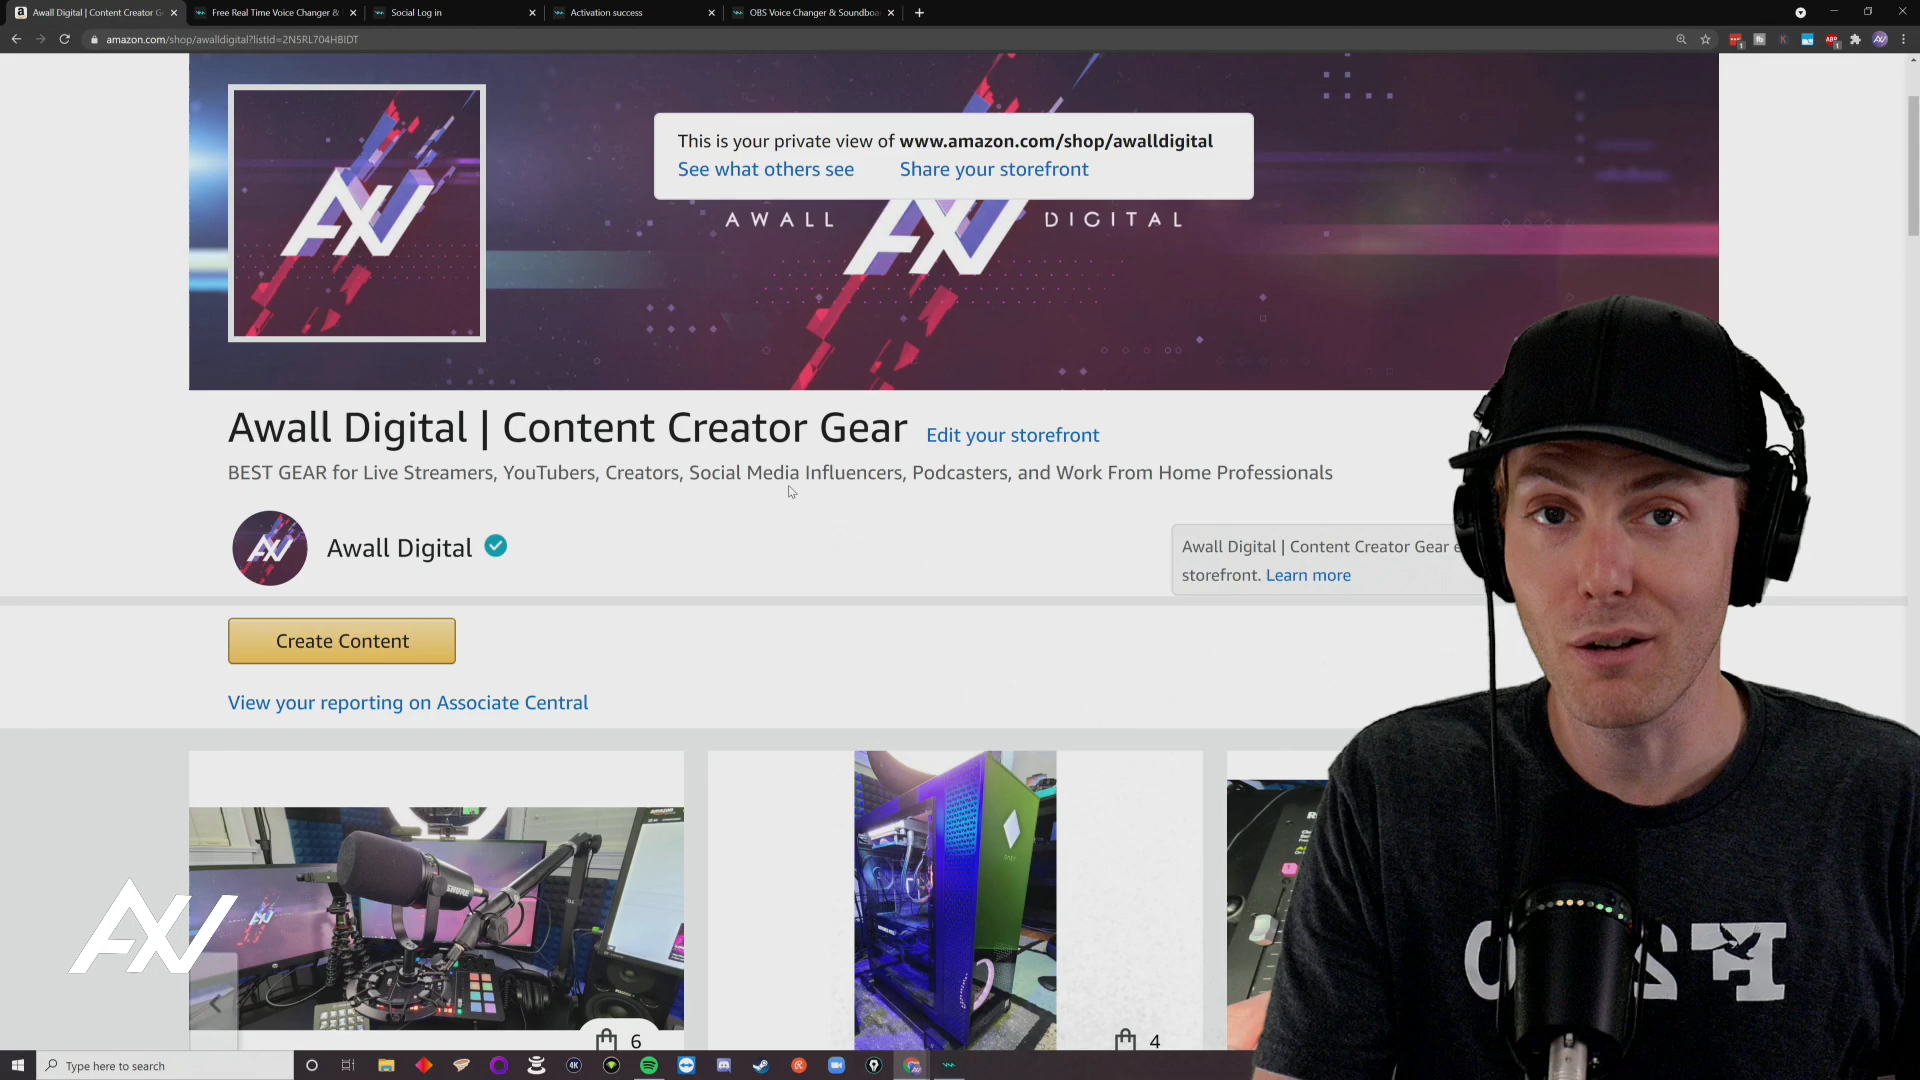 Awall Digital | Content Creator G
Free Real Time Voice Changer &
Social Log in
Activation success
OBS Voice Changer & Soundboa
amazon.com/shop/awalldigital?listId=2N5RL704HBIDT
This is your private view of www.amazon.com/shop/awalldigital
See what others see Share your storefront
AWALL DIGITAL
Awall Digital | Content Creator Gear Edit your storefront
BEST GEAR for Live Streamers, YouTubers, Creators, Social Media Influencers, Podcasters, and Work From Home Professionals
Awall Digital
Awall Digital | Content Creator Gear
storefront. Learn more
Create Content
View your reporting on Associate Central
SHURE
6
4
Type here to search